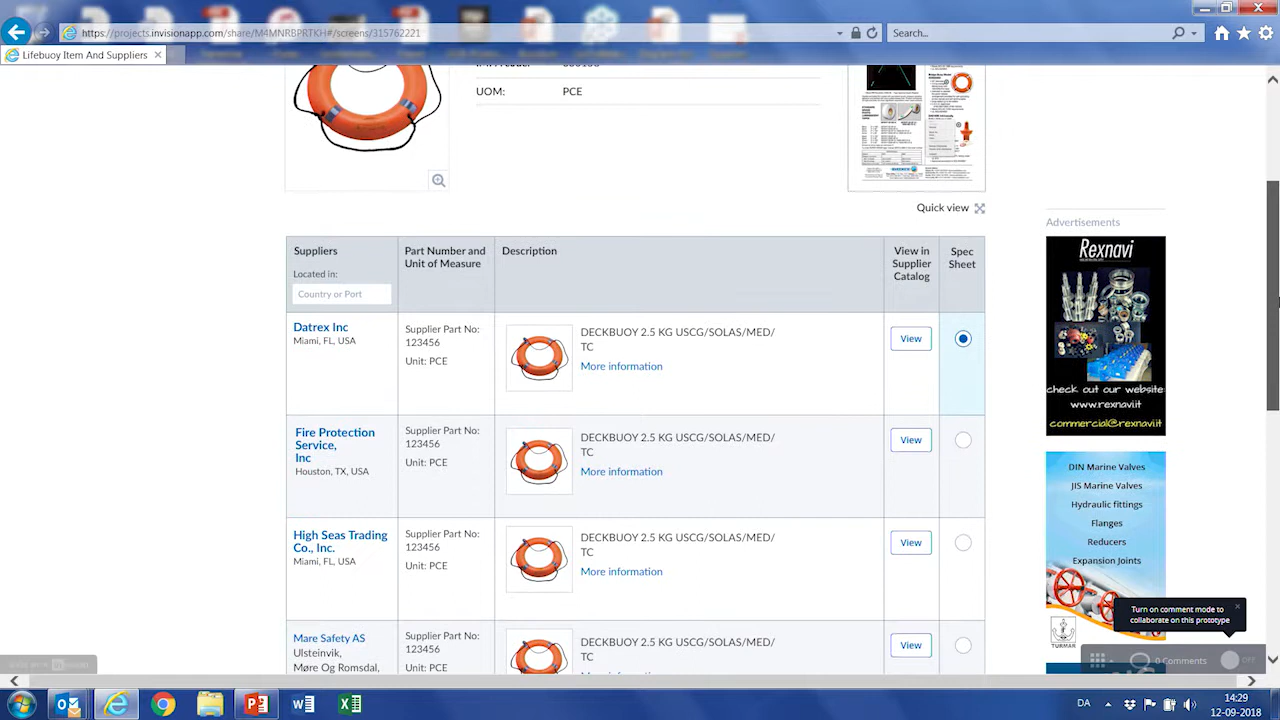 https://projects.invisionapp.com/share/M4MNRBPRTKH#/screens/315762221
Search...
Lifebuoy Item And Suppliers
UOM:
PCE
Quick view
Advertisements
Suppliers
Located in:
Country or Port
Part Number and
Unit of Measure
Description
View in
Supplier
Catalog
Spec
Sheet
Datrex Inc
Miami, FL, USA
Supplier Part No:
123456
Unit: PCE
DECKBUOY 2.5 KG USCG/SOLAS/MED/
TC
More information
View
Fire Protection
Service,
Inc
Houston, TX, USA
Supplier Part No:
123456
Unit: PCE
DECKBUOY 2.5 KG USCG/SOLAS/MED/
TC
More information
View
High Seas Trading
Co., Inc.
Miami, FL, USA
Supplier Part No:
123456
Unit: PCE
DECKBUOY 2.5 KG USCG/SOLAS/MED/
TC
More information
View
Mare Safety AS
Ulsteinvik,
Møre Og Romsdal,
Supplier Part No:
123456
DECKBUOY 2.5 KG USCG/SOLAS/MED/
TC
View
Rexnavi
check out our website
www.rexnavi.it
commercial@rexnavi.it
DIN Marine Valves
JIS Marine Valves
Hydraulic fittings
Flanges
Reducers
Expansion Joints
TURMAR
Turn on comment mode to
collaborate on this prototype
0 Comments
OFF
DA
14:29
12-09-2018